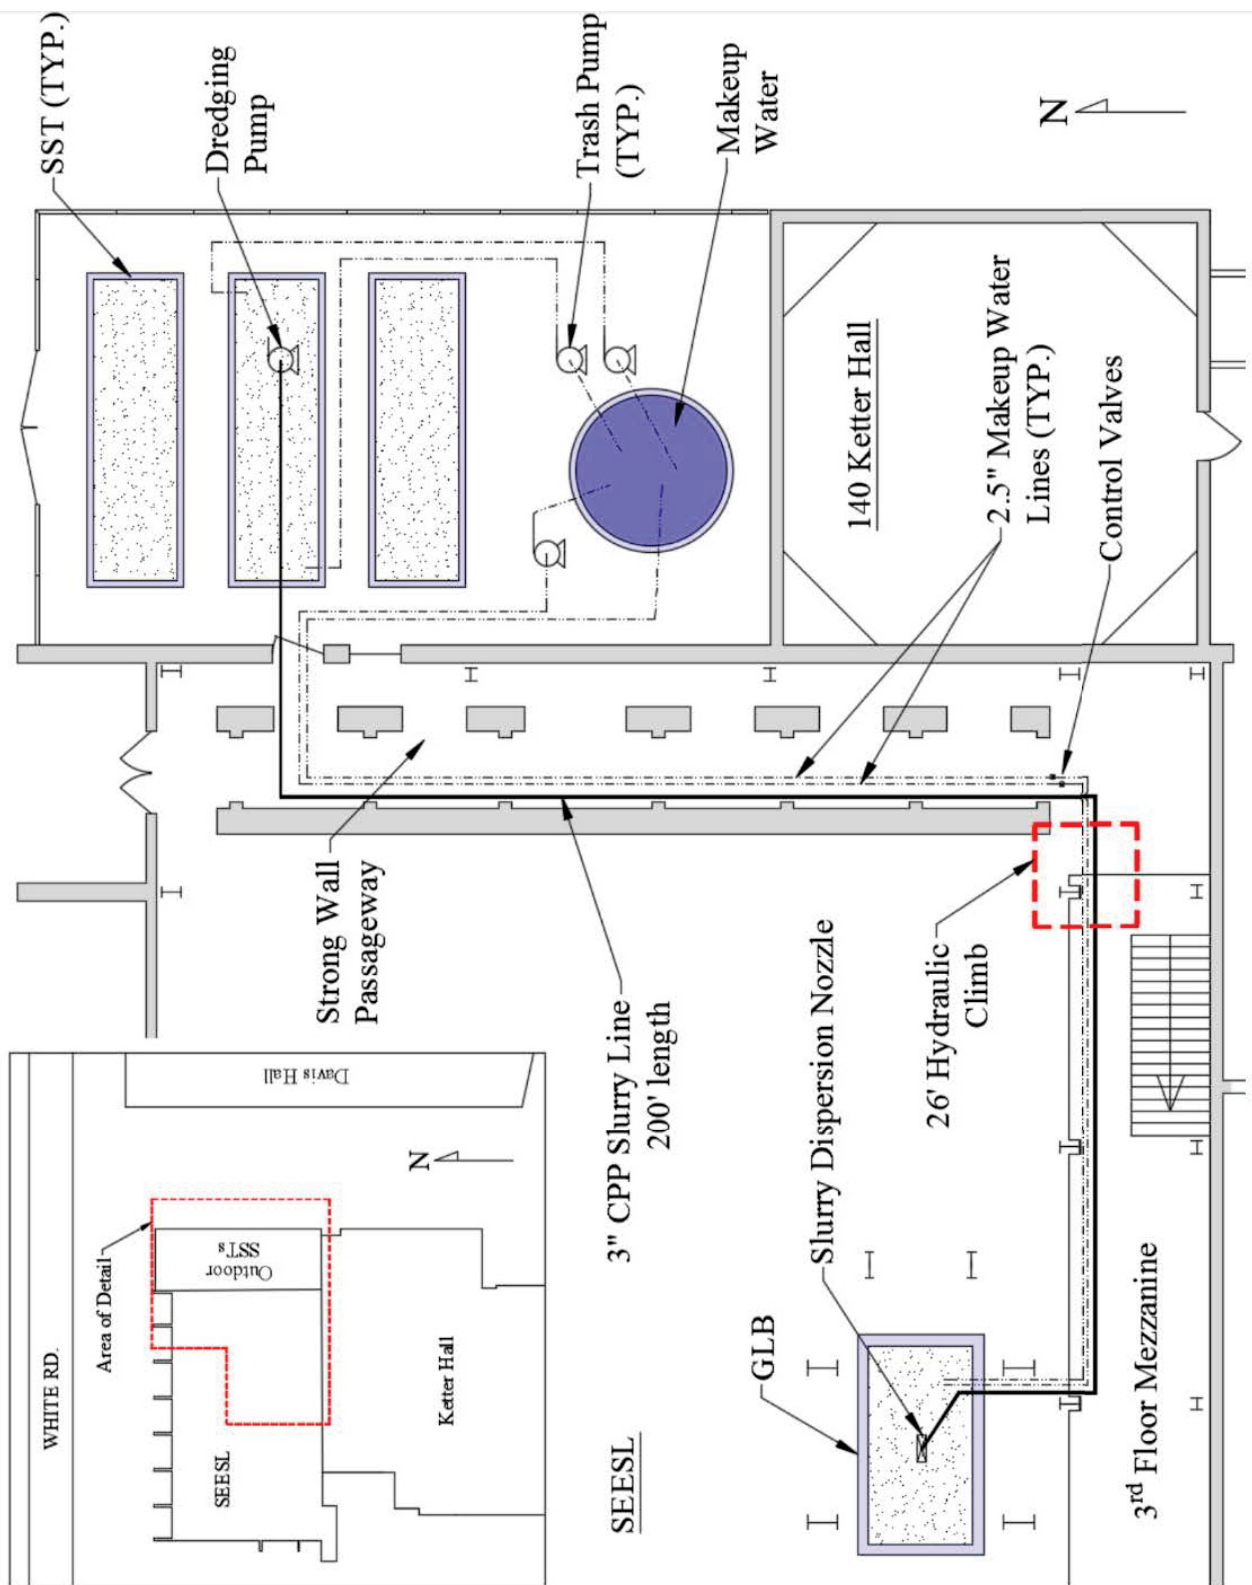 SST (TYP.)
Dredging
Pump
Trash Pump
(TYP.)
Makeup
Water
N
140 Ketter Hall
2.5" Makeup Water
Lines (TYP.)
Control Valves
Strong Wall
Passageway
3" CPP Slurry Line
200' length
26' Hydraulic
Climb
Slurry Dispersion Nozzle
GLB
SEESL
3rd Floor Mezzanine
WHITE RD.
Area of Detail
Davis Hall
N
Outdoor
SSTs
SEESL
Ketter Hall